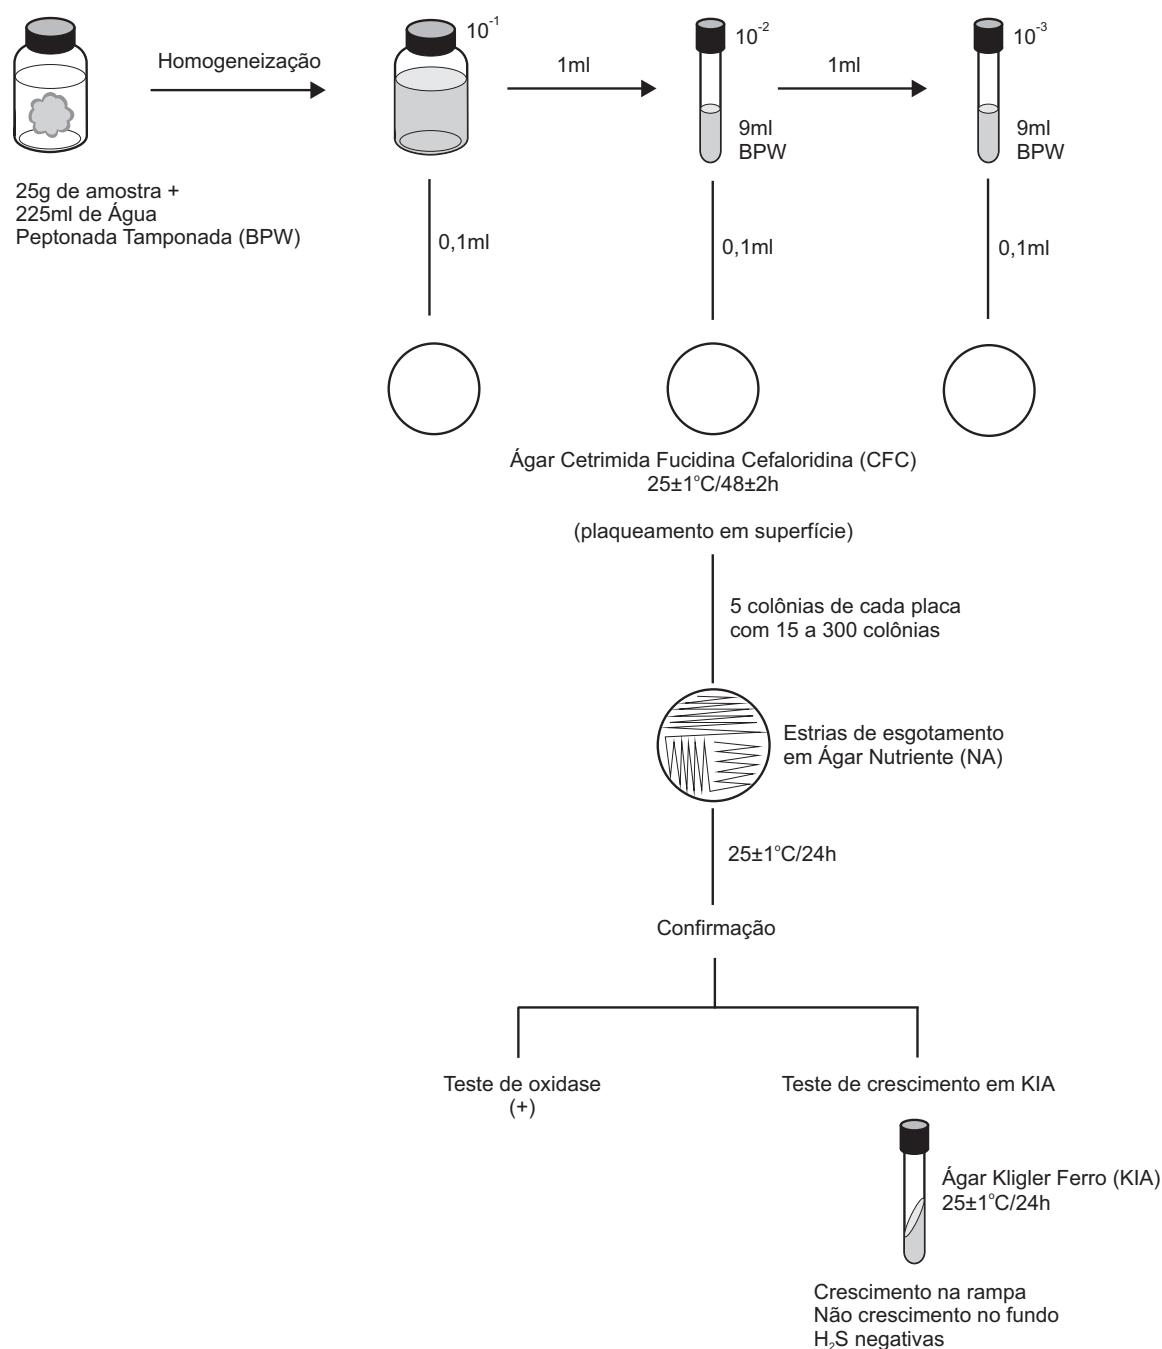 Homogeneização
10⁻¹
1ml
10⁻²
1ml
10⁻³
9ml
BPW
9ml
BPW
25g de amostra +
225ml de Água
Peptonada Tamponada (BPW)
0,1ml
0,1ml
0,1ml
Ágar Cetrimida Fucidina Cefaloridina (CFC)
25±1°C/48±2h
(plaqueamento em superfície)
5 colônias de cada placa
com 15 a 300 colônias
Estrias de esgotamento
em Ágar Nutriente (NA)
25±1°C/24h
Confirmação
Teste de oxidase
(+)
Teste de crescimento em KIA
Ágar Kligler Ferro (KIA)
25±1°C/24h
Crescimento na rampa
Não crescimento no fundo
H₂S negativas